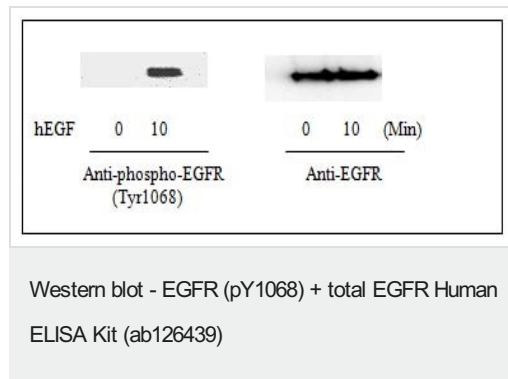 hEGF 0 10 0 10 (Min)
Anti-phospho-EGFR Anti-EGFR
(Tyr1068)
Western blot - EGFR (pY1068) + total EGFR Human
ELISA Kit (ab126439)